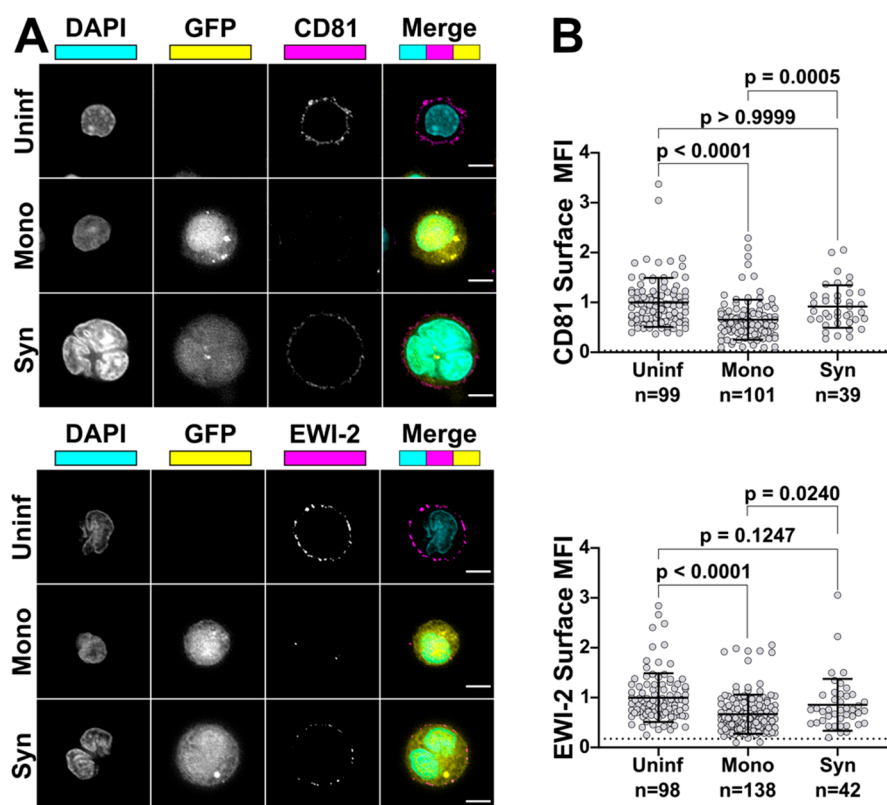 A
DAPI GFP CD81 Merge
Uninf
Mono
Syn
DAPI GFP EWI-2 Merge
Uninf
Mono
Syn
B
p = 0.0005
p > 0.9999
p < 0.0001
CD81 Surface MFI
4
3
2
1
0
Uninf Mono Syn
n=99 n=101 n=39
p = 0.0240
p = 0.1247
p < 0.0001
EWI-2 Surface MFI
4
3
2
1
0
Uninf Mono Syn
n=98 n=138 n=42